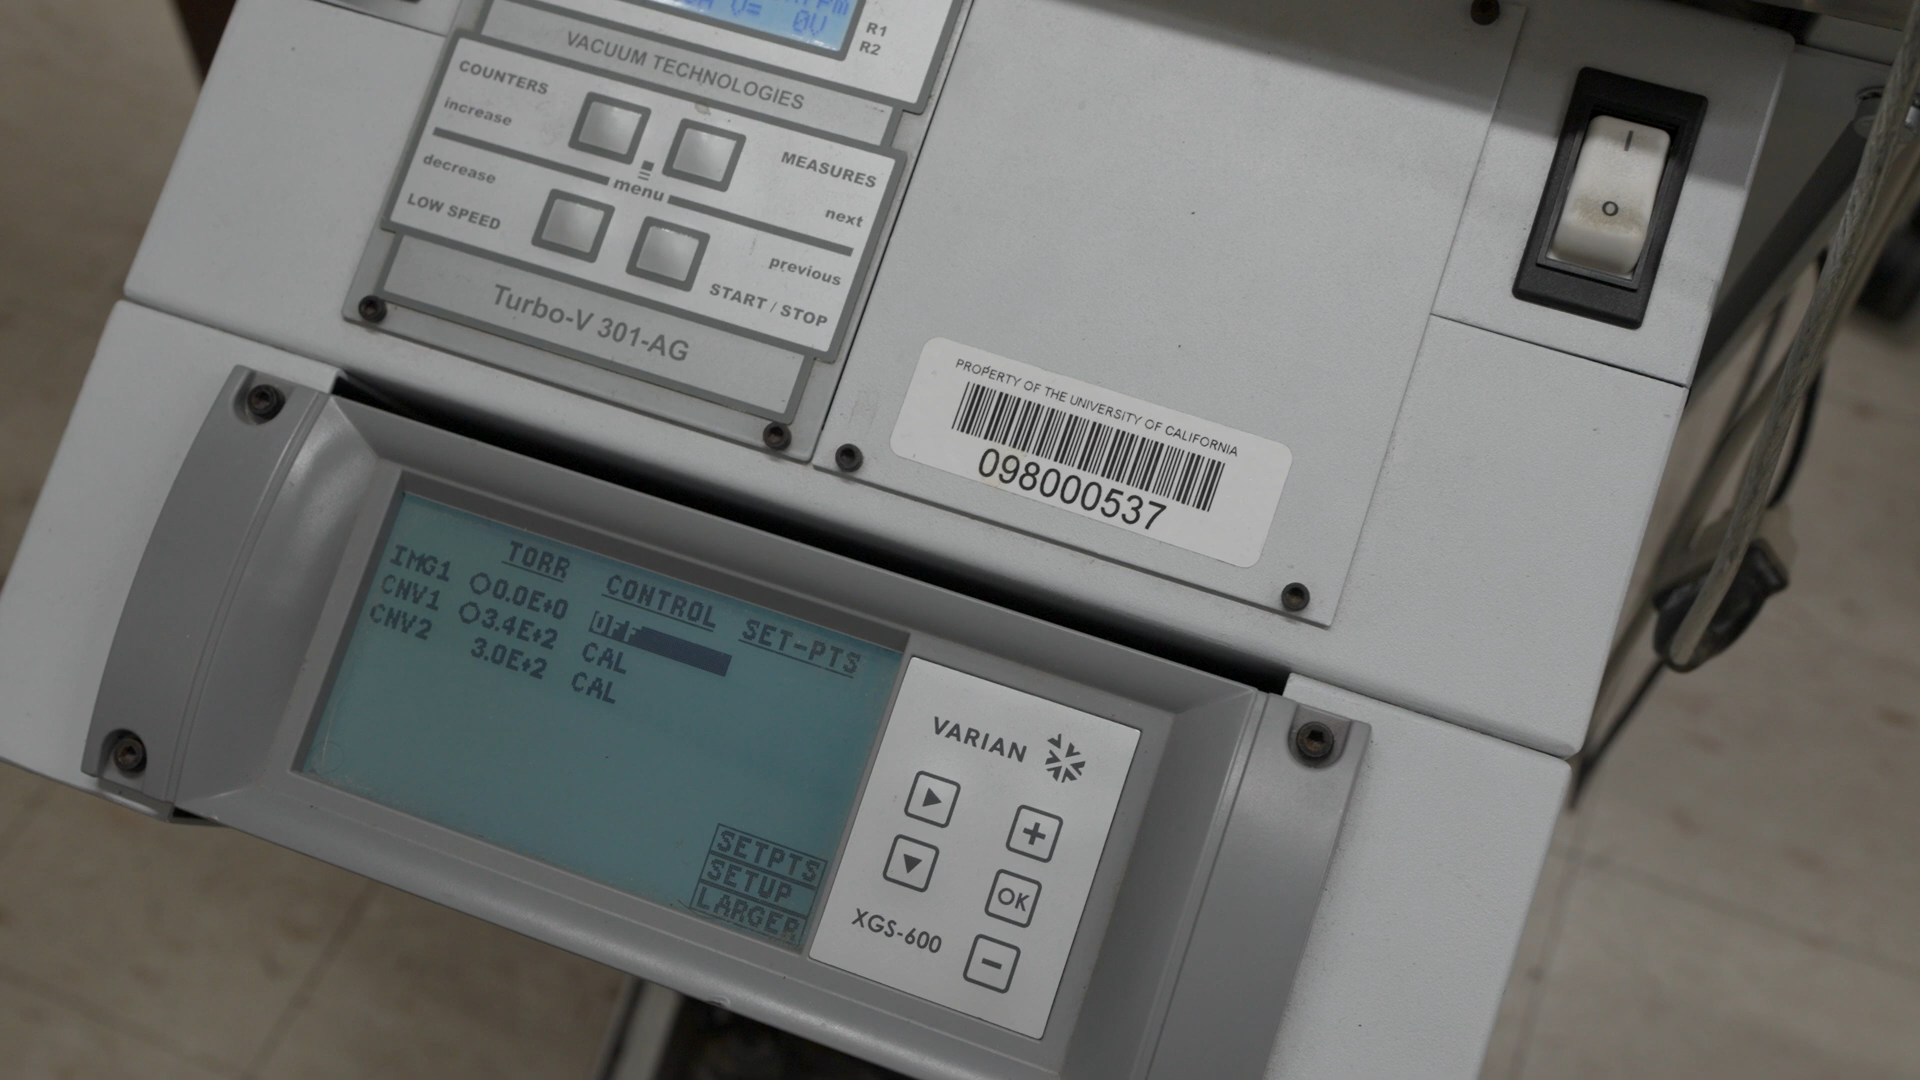 V= 0V
R1
R2
VACUUM TECHNOLOGIES
COUNTERS
increase
MEASURES
next
menu
decrease
LOW SPEED
previous
START / STOP
Turbo-V 301-AG
I
O
PROPERTY OF THE UNIVERSITY OF CALIFORNIA
098000537
TORR CONTROL SET-PTS
IMG1 0.0E+0 OFF
CNV1 3.4E+2 CAL
CNV2 3.0E+2 CAL
SETPTS
SETUP
LARGER
VARIAN
+
OK
XGS-600
-